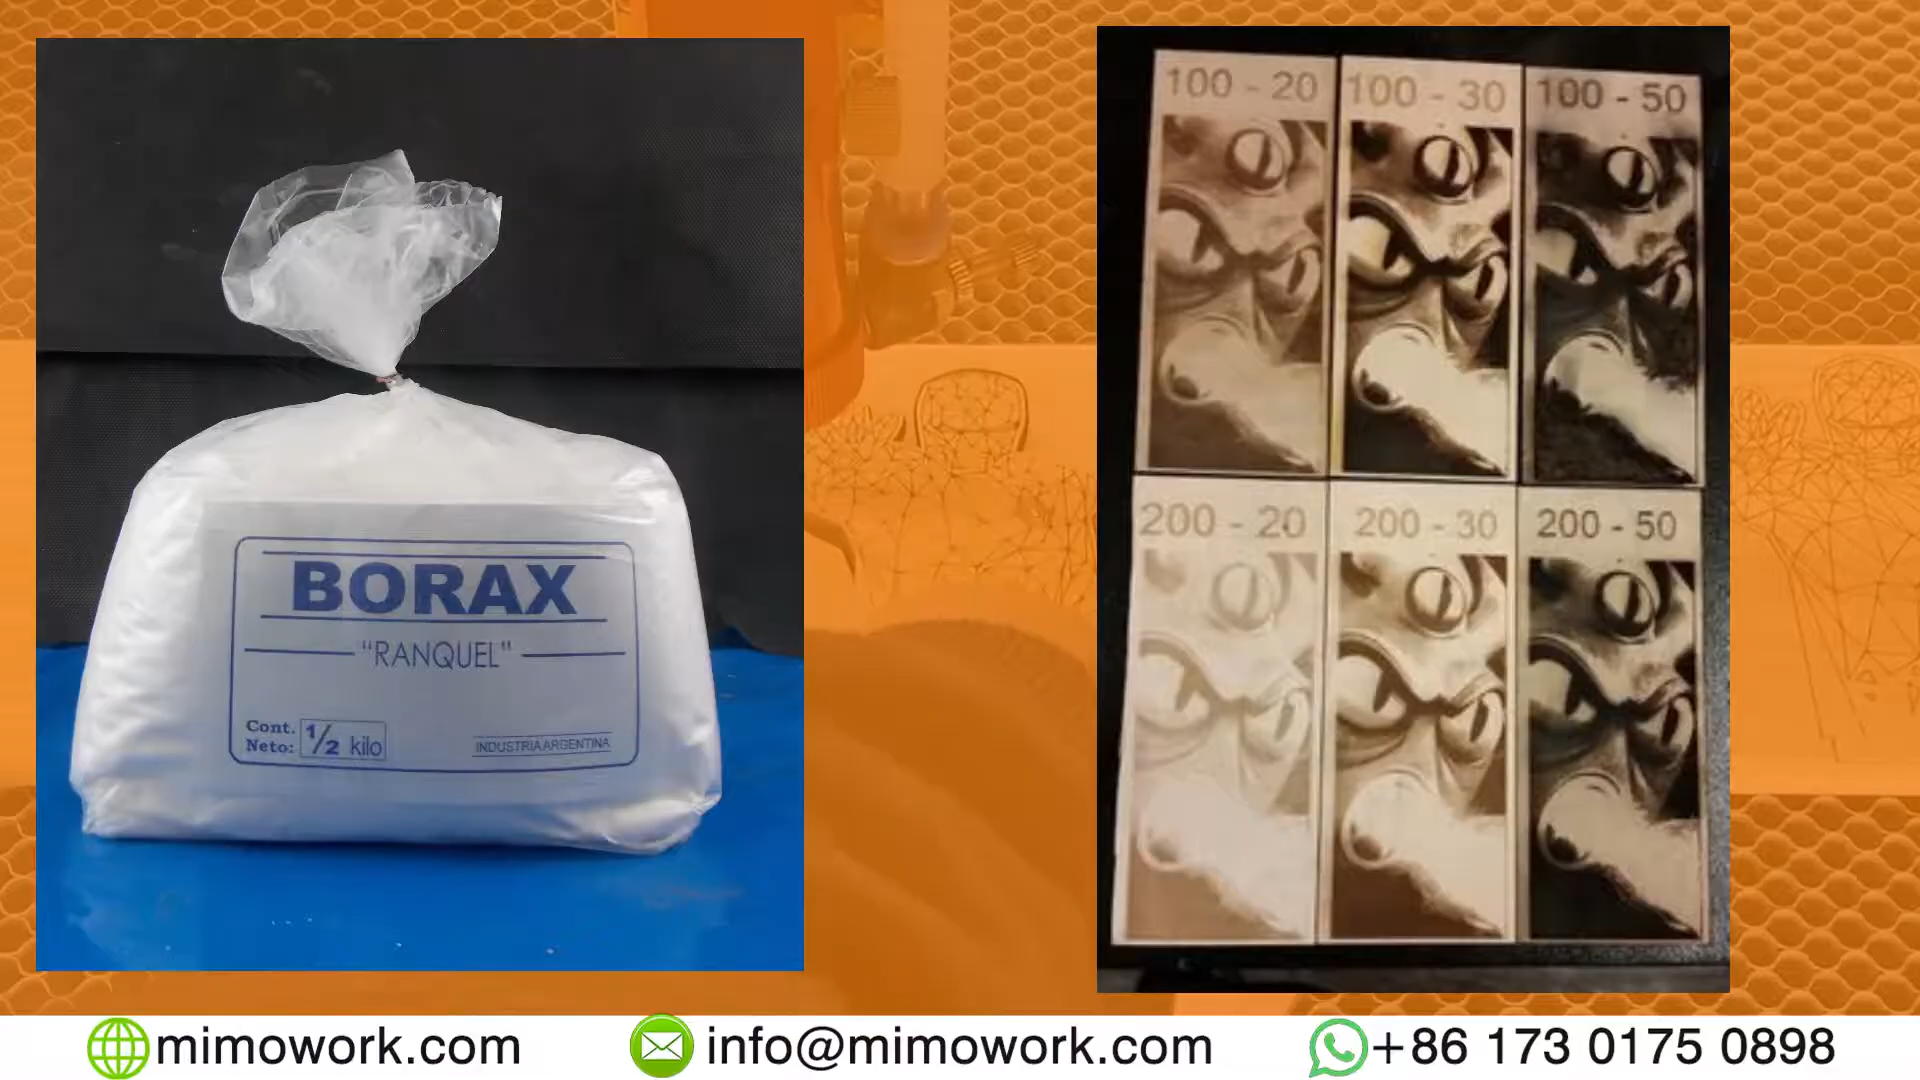 BORAX
"RANQUEL"
Cont.
Neto: 1/2 kilo
INDUSTRIA ARGENTINA
100 - 20
100 - 30
100 - 50
200 - 20
200 - 30
200 - 50
mimowork.com
info@mimowork.com
+86 173 0175 0898